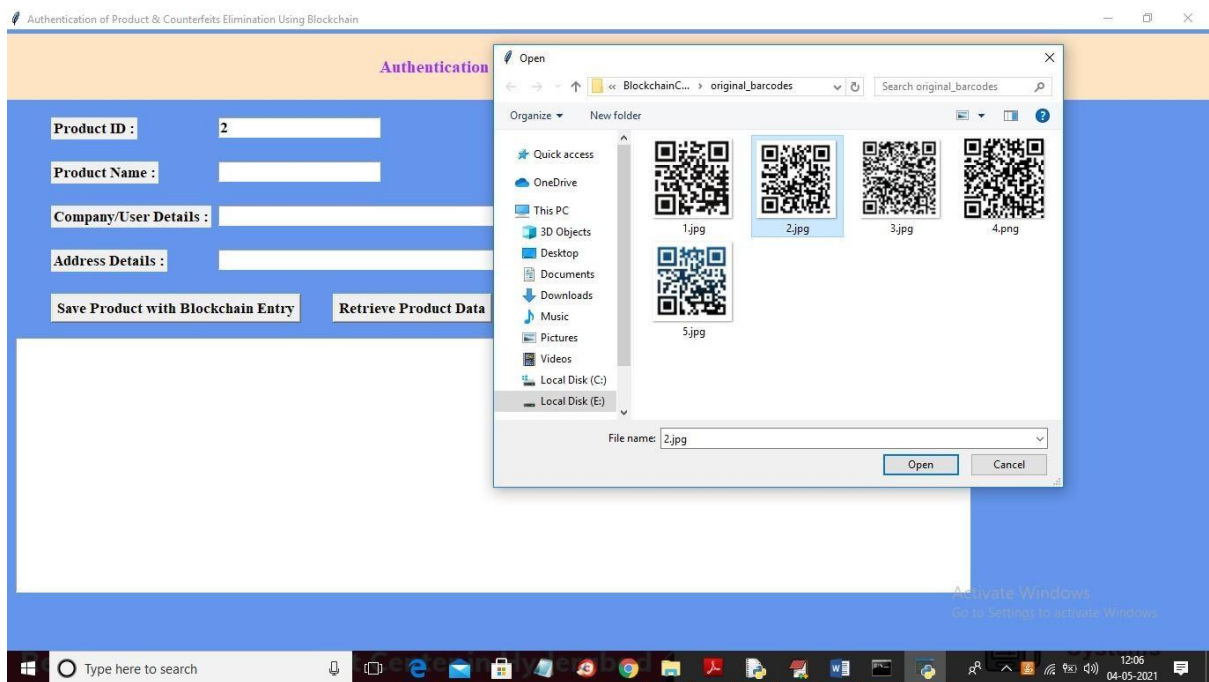 Authentication of Product & Counterfeits Elimination Using Blockchain
Authentication
Product ID :
2
Product Name :
Company/User Details :
Address Details :
Save Product with Blockchain Entry
Retrieve Product Data
Open
« BlockchainC... › original_barcodes
Search original_barcodes
Organize
New folder
Quick access
OneDrive
This PC
3D Objects
Desktop
Documents
Downloads
Music
Pictures
Videos
Local Disk (C:)
Local Disk (E:)
1.jpg
2.jpg
3.jpg
4.png
5.jpg
File name:
2.jpg
Open
Cancel
Activate Windows
Go to Settings to activate Windows.
Type here to search
12:06
04-05-2021